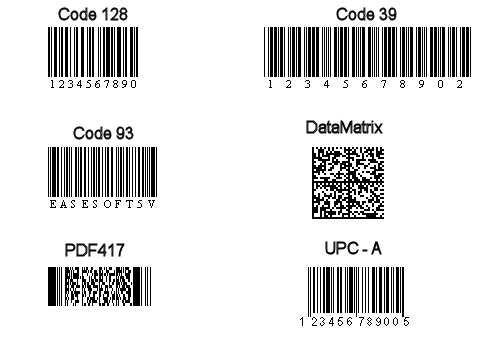 Code 128
1234567890
Code 39
1 2 3 4 5 6 7 8 9 0 2
Code 93
EASESOFT5V
DataMatrix
PDF417
UPC - A
1 23456 78900 5